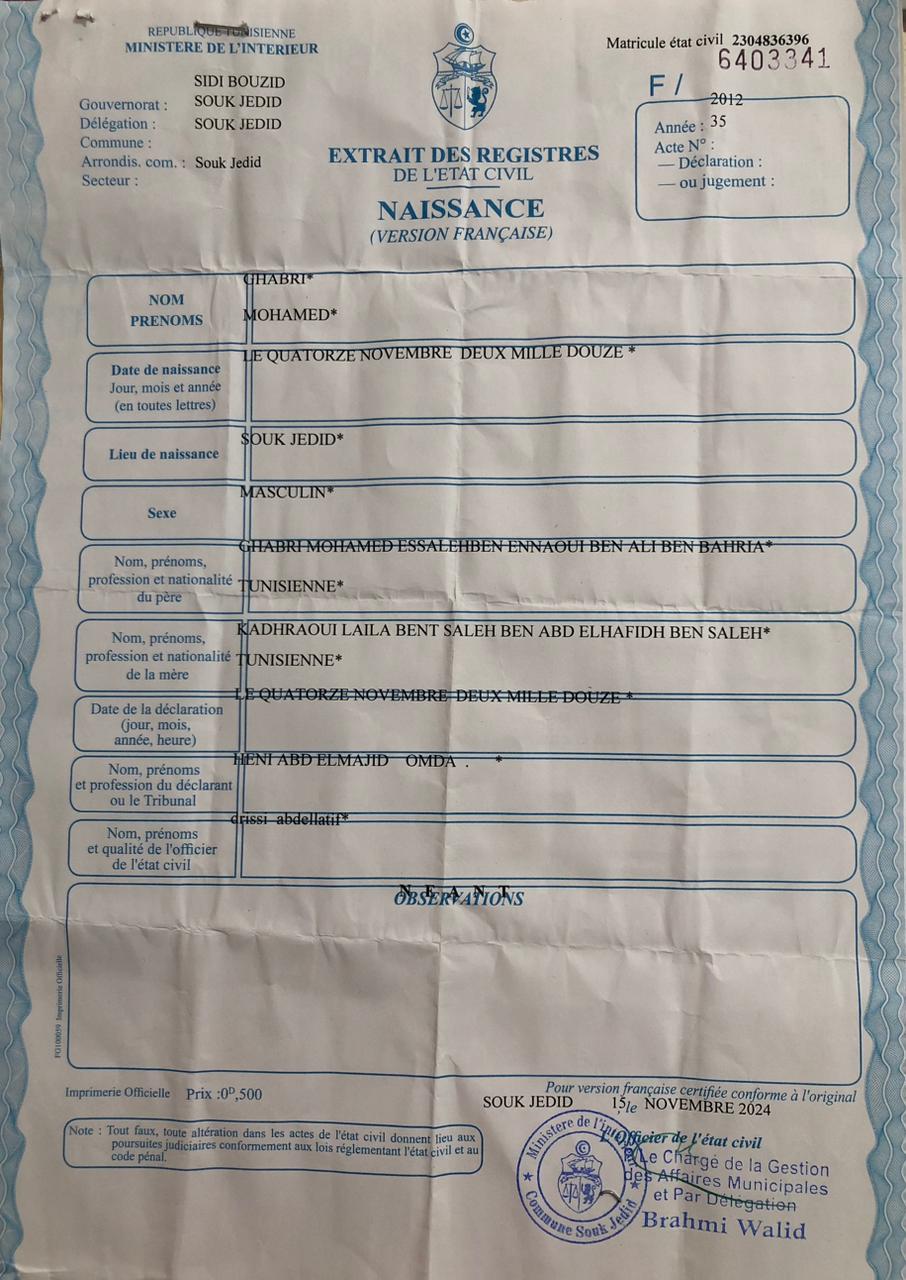 REPUBLIQUE TUNISIENNE
MINISTERE DE L'INTERIEUR
Matricule état civil 2304836396
6403341
F /
SIDI BOUZID
Gouvernorat : SOUK JEDID
Délégation : SOUK JEDID
Commune :
Arrondis. com. : Souk Jedid
Secteur :
2012
Année : 35
Acte N° :
— Déclaration :
— ou jugement :
EXTRAIT DES REGISTRES
DE L'ETAT CIVIL
NAISSANCE
(VERSION FRANÇAISE)
NOM
PRENOMS
GHABRI*
MOHAMED*
Date de naissance
Jour, mois et année
(en toutes lettres)
LE QUATORZE NOVEMBRE DEUX MILLE DOUZE *
Lieu de naissance
SOUK JEDID*
Sexe
MASCULIN*
Nom, prénoms,
profession et nationalité
du père
GHABRI MOHAMED ESSALEHBEN ENNAOUI BEN ALI BEN BAHRIA*
TUNISIENNE*
Nom, prénoms,
profession et nationalité
de la mère
KADHRAOUI LAILA BENT SALEH BEN ABD ELHAFIDH BEN SALEH*
TUNISIENNE*
Date de la déclaration
(jour, mois,
année, heure)
LE QUATORZE NOVEMBRE DEUX MILLE DOUZE *
Nom, prénoms
et profession du déclarant
ou le Tribunal
HENI ABD ELMAJID OMDA . *
Nom, prénoms
et qualité de l'officier
de l'état civil
drissi abdellatif*
N E A N T
OBSERVATIONS
FG100059 Imprimerie Officielle
Imprimerie Officielle Prix :0ᴰ,500
Pour version française certifiée conforme à l'original
SOUK JEDID 15 le NOVEMBRE 2024
Note : Tout faux, toute altération dans les actes de l'état civil donnent lieu aux
poursuites judiciaires conformement aux lois réglementant l'état civil et au
code pénal.
L'Officier de l'état civil
Le Chargé de la Gestion
des Affaires Municipales
et Par Délégation
Brahmi Walid
Ministere de l'Interieur
Commune Souk Jedid